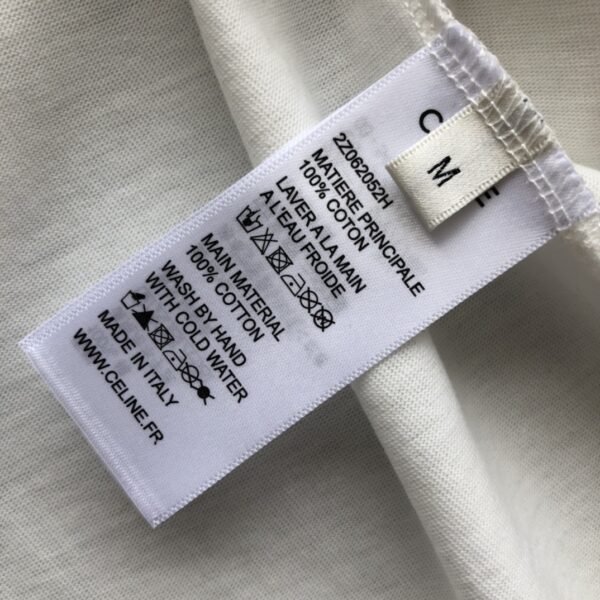 C
E
M
2Z062052H
MATIERE PRINCIPALE
100% COTON
LAVER A LA MAIN
A L'EAU FROIDE
MAIN MATERIAL
100% COTTON
WASH BY HAND
WITH COLD WATER
MADE IN ITALY
WWW.CELINE.FR